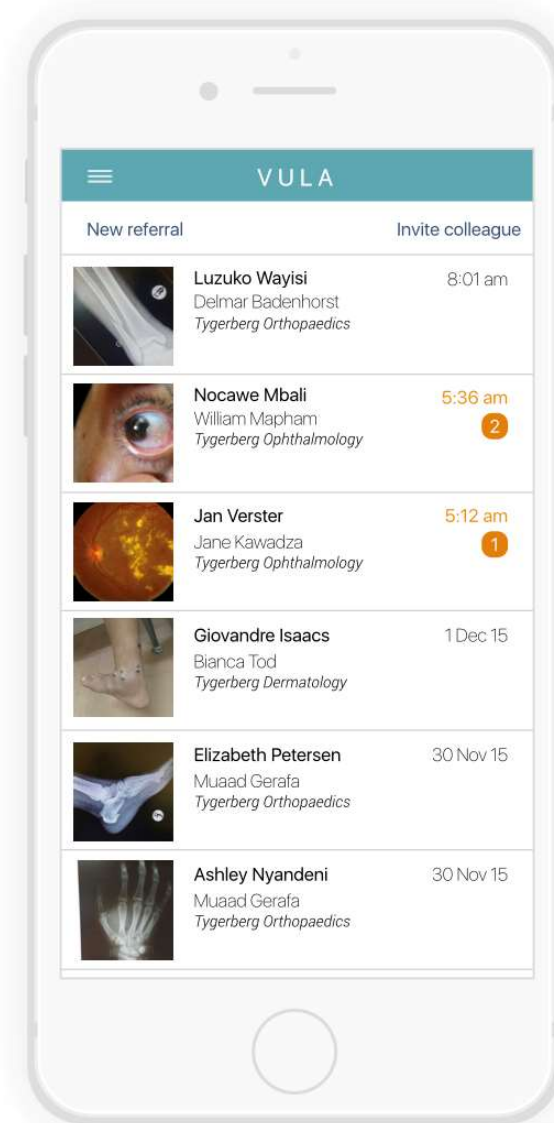 VULA
New referral Invite colleague
Luzuko Wayisi 8:01 am
Delmar Badenhorst
Tygerberg Orthopaedics
Nocawe Mbali 5:36 am
William Mapham 2
Tygerberg Ophthalmology
Jan Verster 5:12 am
Jane Kawadza 1
Tygerberg Ophthalmology
Giovandre Isaacs 1 Dec 15
Bianca Tod
Tygerberg Dermatology
Elizabeth Petersen 30 Nov 15
Muaad Gerafa
Tygerberg Orthopaedics
Ashley Nyandeni 30 Nov 15
Muaad Gerafa
Tygerberg Orthopaedics